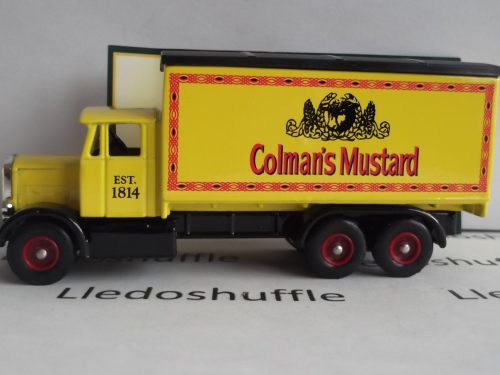 Colman's Mustard
EST.
1814
Lledoshuffle